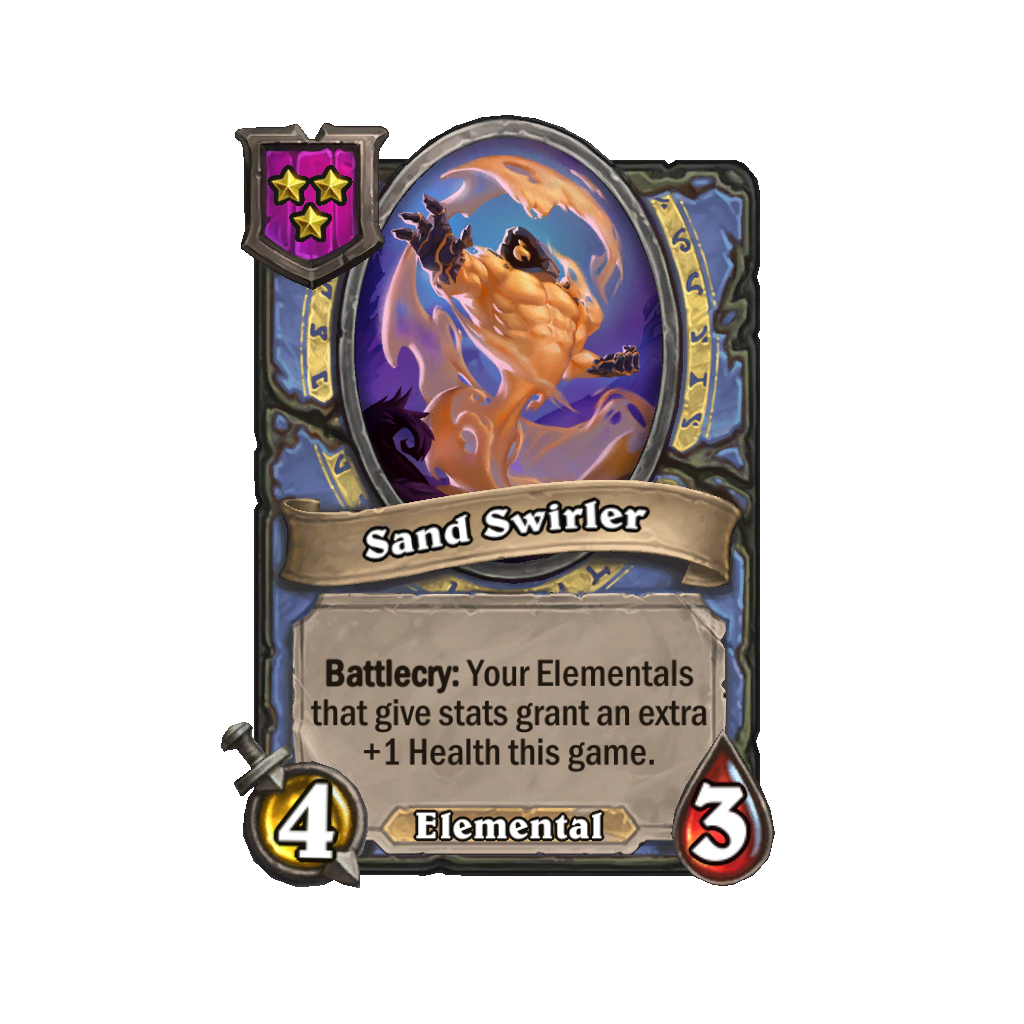 Sand Swirler
Battlecry: Your Elementals
that give stats grant an extra
+1 Health this game.
4
Elemental
3